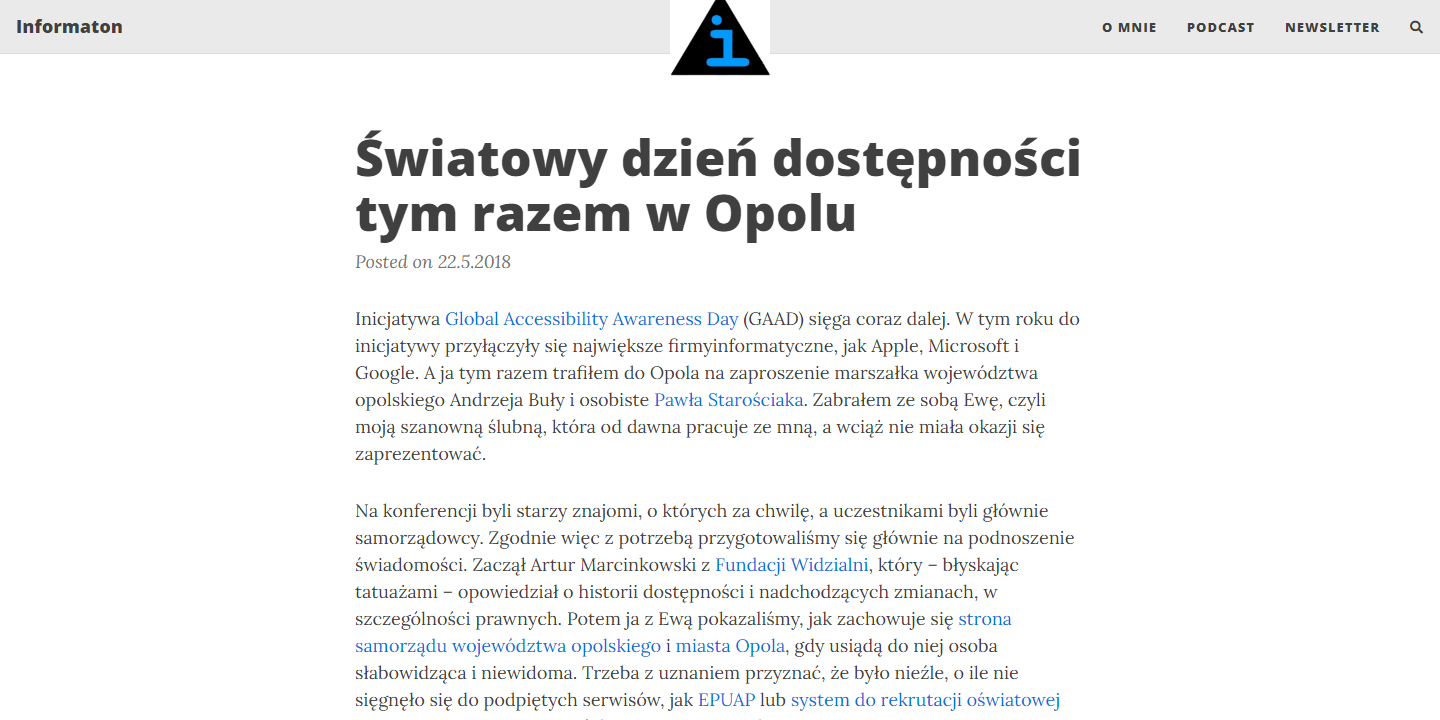 Informaton
i
O MNIE
PODCAST
NEWSLETTER
Światowy dzień dostępności
tym razem w Opolu
Posted on 22.5.2018
Inicjatywa Global Accessibility Awareness Day (GAAD) sięga coraz dalej. W tym roku do
inicjatywy przyłączyły się największe firmyinformatyczne, jak Apple, Microsoft i
Google. A ja tym razem trafiłem do Opola na zaproszenie marszałka województwa
opolskiego Andrzeja Buły i osobiste Pawła Starościaka. Zabrałem ze sobą Ewę, czyli
moją szanowną ślubną, która od dawna pracuje ze mną, a wciąż nie miała okazji się
zaprezentować.
Na konferencji byli starzy znajomi, o których za chwilę, a uczestnikami byli głównie
samorządowcy. Zgodnie więc z potrzebą przygotowaliśmy się głównie na podnoszenie
świadomości. Zaczął Artur Marcinkowski z Fundacji Widzialni, który – błyskając
tatuażami – opowiedział o historii dostępności i nadchodzących zmianach, w
szczególności prawnych. Potem ja z Ewą pokazaliśmy, jak zachowuje się strona
samorządu województwa opolskiego i miasta Opola, gdy usiądą do niej osoba
słabowidząca i niewidoma. Trzeba z uznaniem przyznać, że było nieźle, o ile nie
sięgnęło się do podpiętych serwisów, jak EPUAP lub system do rekrutacji oświatowej